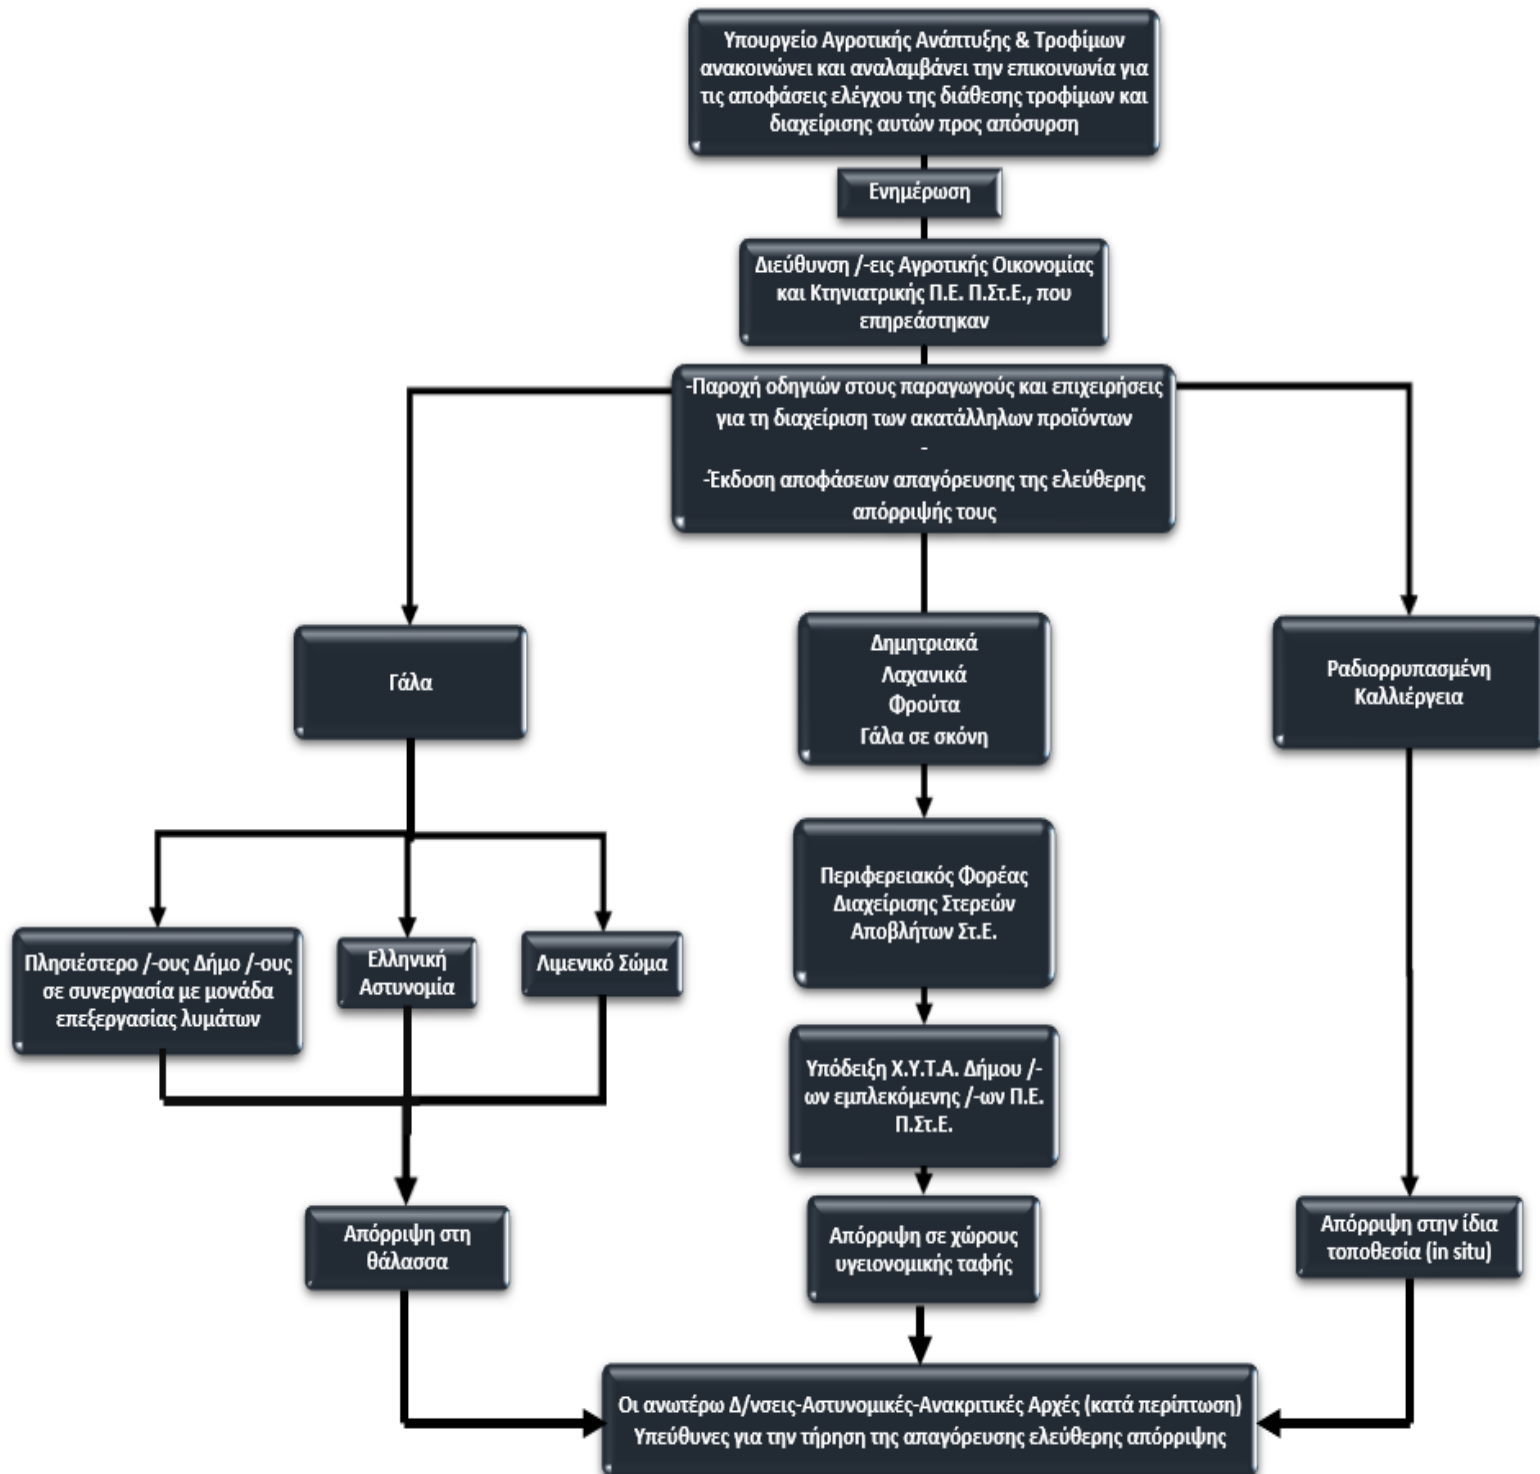 Υπουργείο Αγροτικής Ανάπτυξης & Τροφίμων
ανακοινώνει και αναλαμβάνει την επικοινωνία για
τις αποφάσεις ελέγχου της διάθεσης τροφίμων και
διαχείρισης αυτών προς απόσυρση
Ενημέρωση
Διεύθυνση /-εις Αγροτικής Οικονομίας
και Κτηνιατρικής Π.Ε. Π.Στ.Ε., που
επηρεάστηκαν
-Παροχή οδηγιών στους παραγωγούς και επιχειρήσεις
για τη διαχείριση των ακατάλληλων προϊόντων
-
-Έκδοση αποφάσεων απαγόρευσης της ελεύθερης
απόρριψής τους
Γάλα
Δημητριακά
Λαχανικά
Φρούτα
Γάλα σε σκόνη
Ραδιορρυπασμένη
Καλλιέργεια
Πλησιέστερο /-ους Δήμο /-ους
σε συνεργασία με μονάδα
επεξεργασίας λυμάτων
Ελληνική
Αστυνομία
Λιμενικό Σώμα
Περιφερειακός Φορέας
Διαχείρισης Στερεών
Αποβλήτων Στ.Ε.
Υπόδειξη Χ.Υ.Τ.Α. Δήμου /-
ων εμπλεκόμενης /-ων Π.Ε.
Π.Στ.Ε.
Απόρριψη στη
θάλασσα
Απόρριψη σε χώρους
υγειονομικής ταφής
Απόρριψη στην ίδια
τοποθεσία (in situ)
Οι ανωτέρω Δ/νσεις-Αστυνομικές-Ανακριτικές Αρχές (κατά περίπτωση)
Υπεύθυνες για την τήρηση της απαγόρευσης ελεύθερης απόρριψης